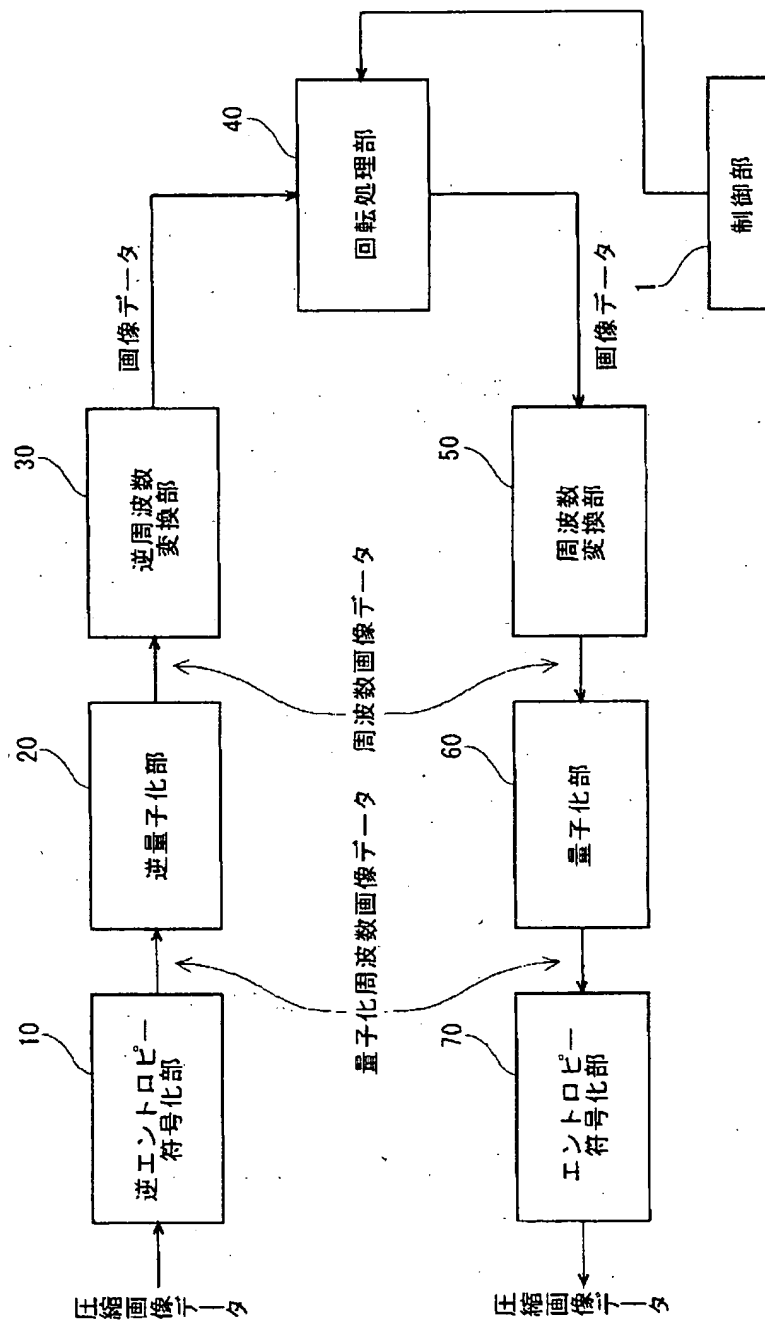 圧縮画像データ
10
逆エントロピー
符号化部
20
逆量子化部
30
逆周波数
変換部
画像データ
40
回転処理部
量子化周波数画像データ
周波数画像データ
圧縮画像データ
70
エントロピー
符号化部
60
量子化部
50
周波数
変換部
画像データ
1
制御部